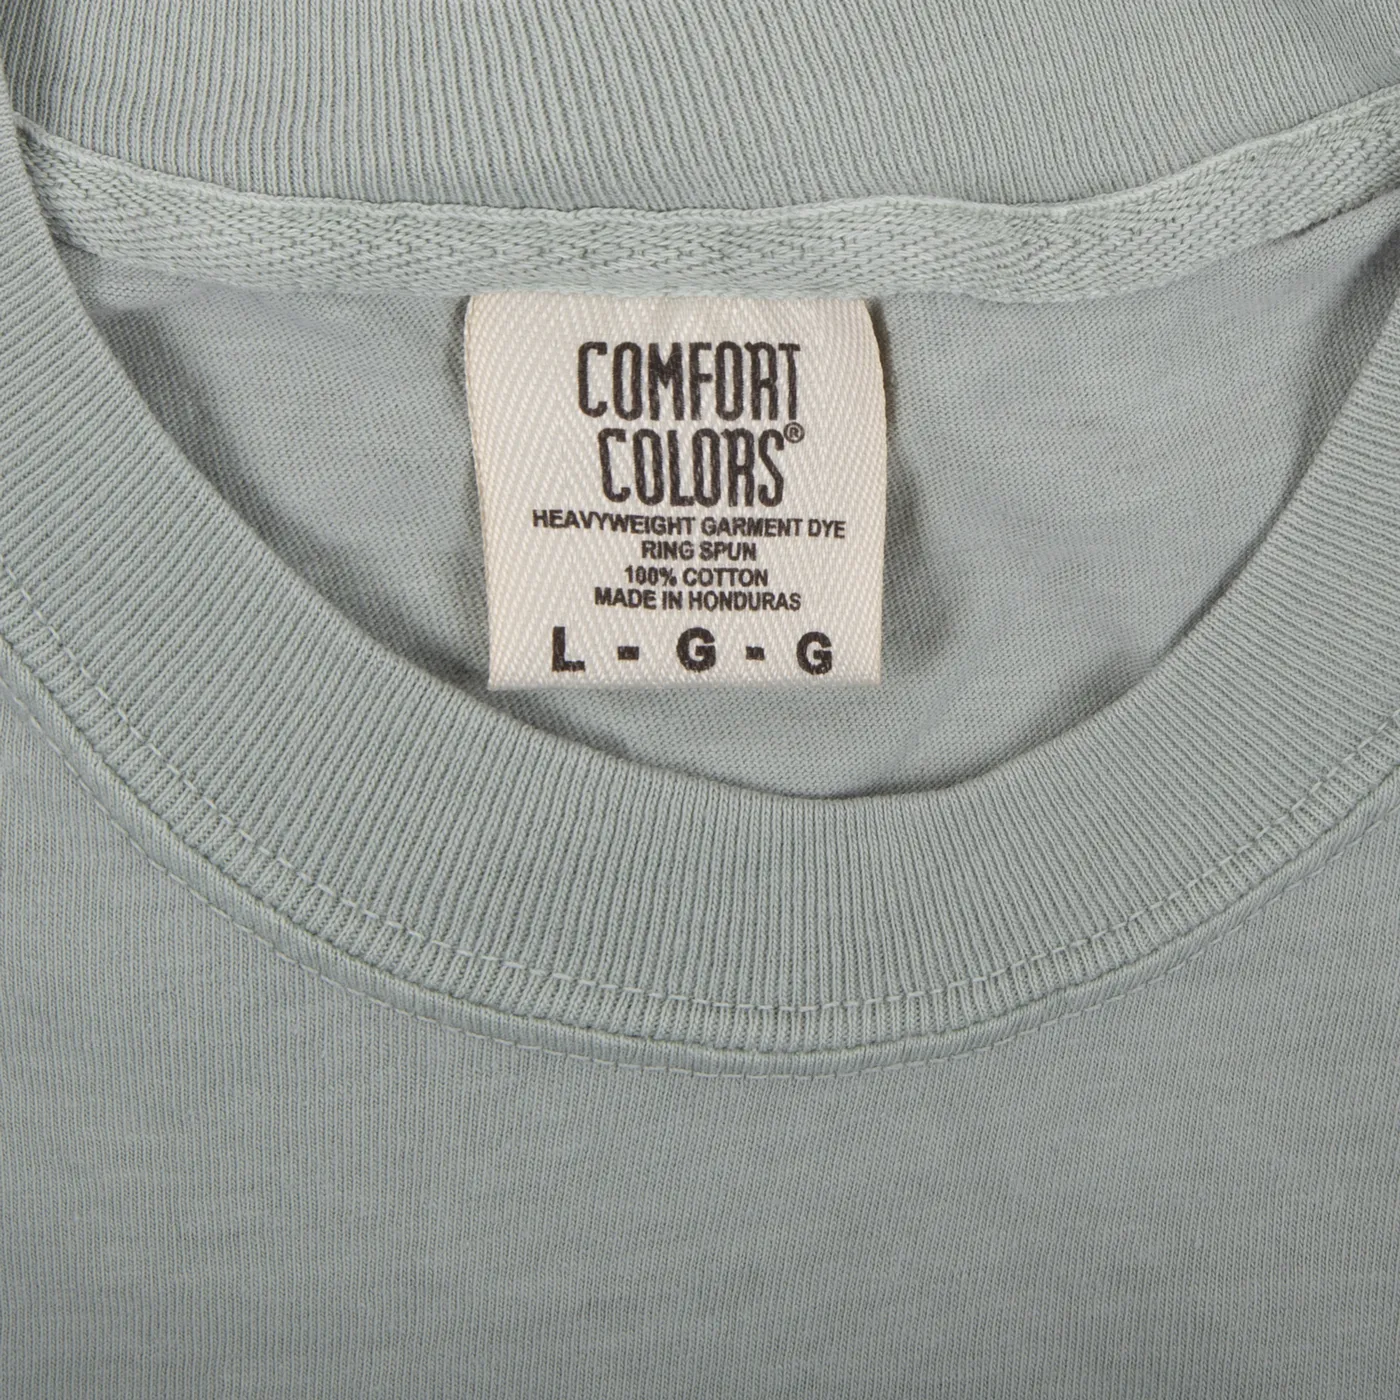 COMFORT
COLORS®
HEAVYWEIGHT GARMENT DYE
RING SPUN
100% COTTON
MADE IN HONDURAS
L - G - G